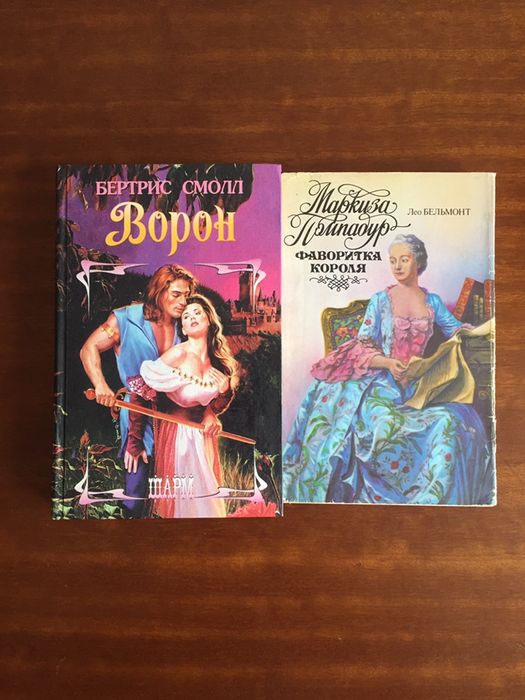 БЕРТРИС СМОЛЛ
Ворон
ШАРМ
Маркиза
Помпадур
Лео БЕЛЬМОНТ
ФАВОРИТКА
КОРОЛЯ